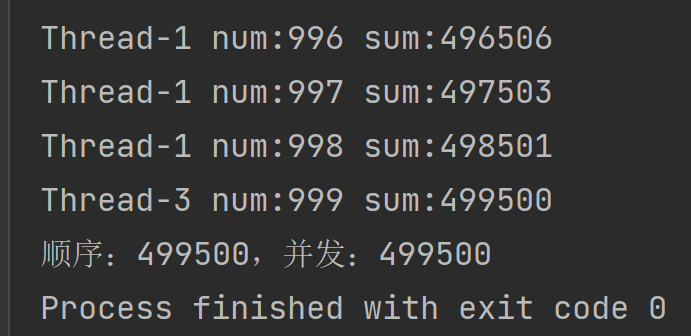 Thread-1 num:996 sum:496506
Thread-1 num:997 sum:497503
Thread-1 num:998 sum:498501
Thread-3 num:999 sum:499500
顺序：499500，并发：499500
Process finished with exit code 0